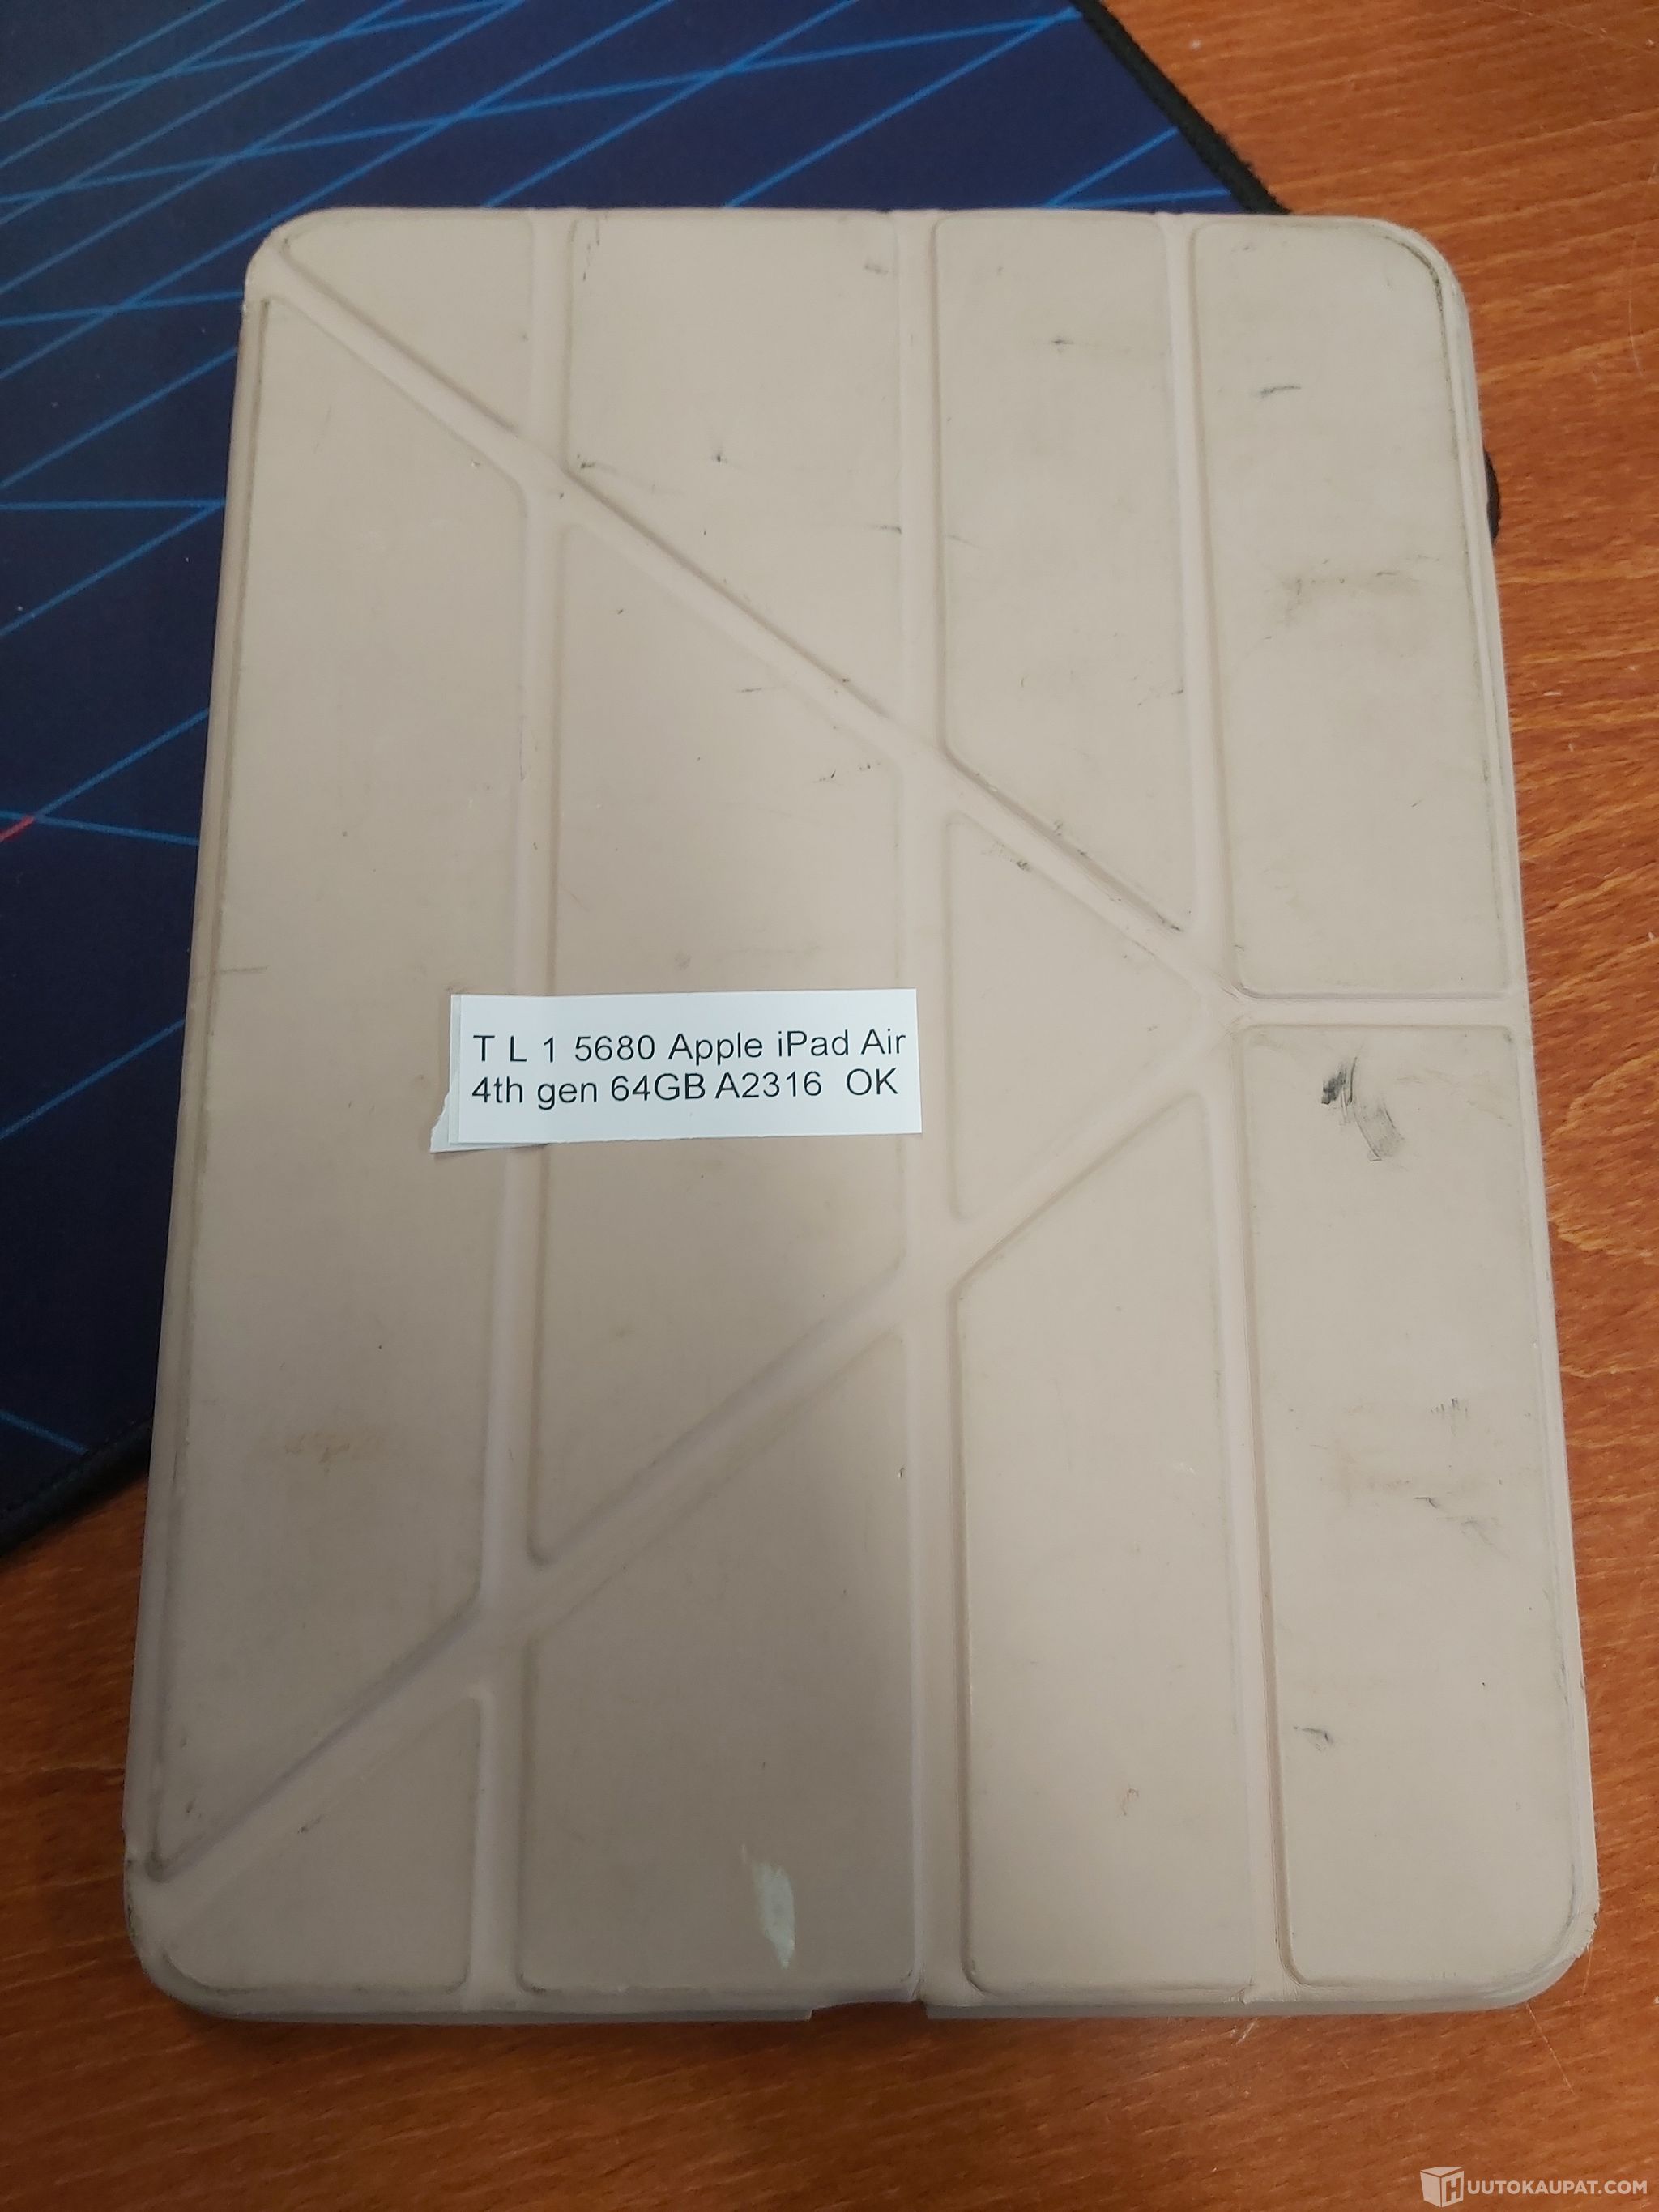 T L 1 5680 Apple iPad Air
4th gen 64GB A2316 OK
HUUTOKAUPAT.COM